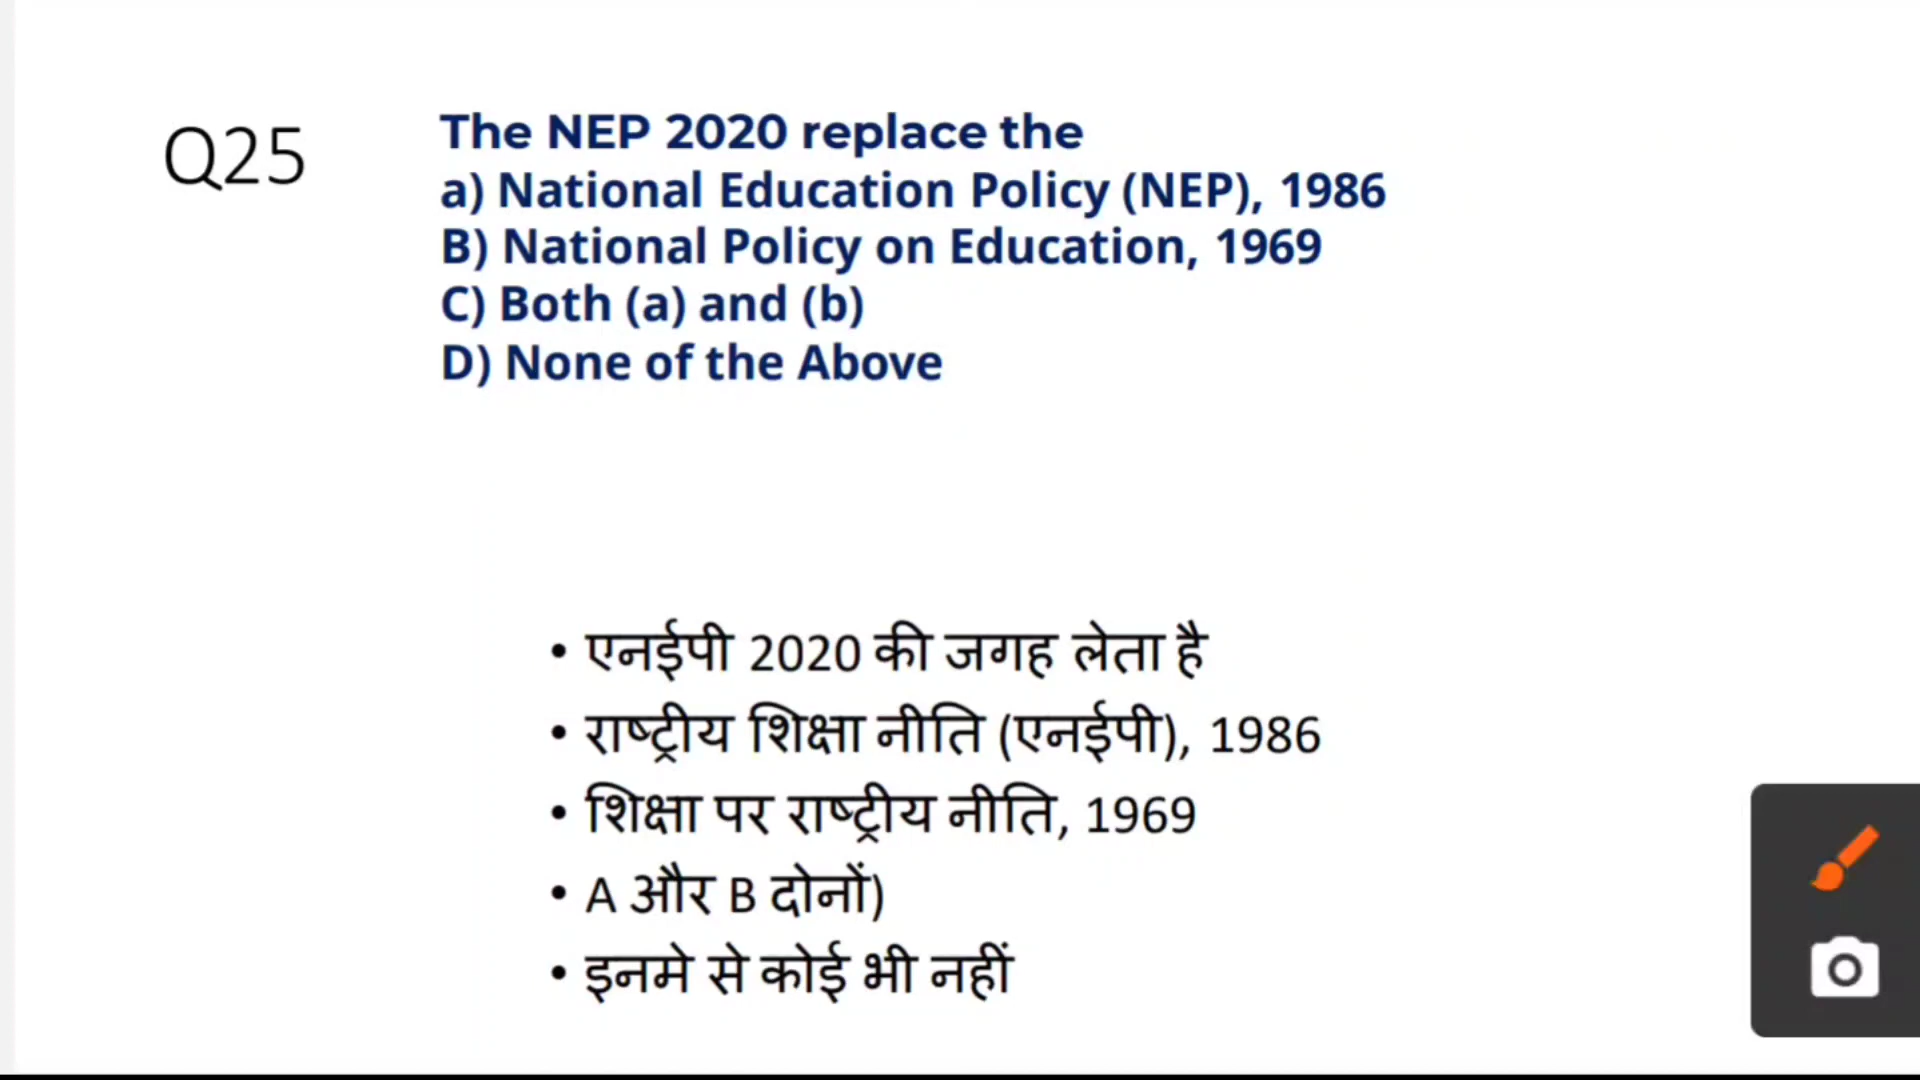 Q25
The NEP 2020 replace the
a) National Education Policy (NEP), 1986
B) National Policy on Education, 1969
C) Both (a) and (b)
D) None of the Above
• एनईपी 2020 की जगह लेता है
• राष्ट्रीय शिक्षा नीति (एनईपी), 1986
• शिक्षा पर राष्ट्रीय नीति, 1969
• A और B दोनों)
• इनमे से कोई भी नहीं